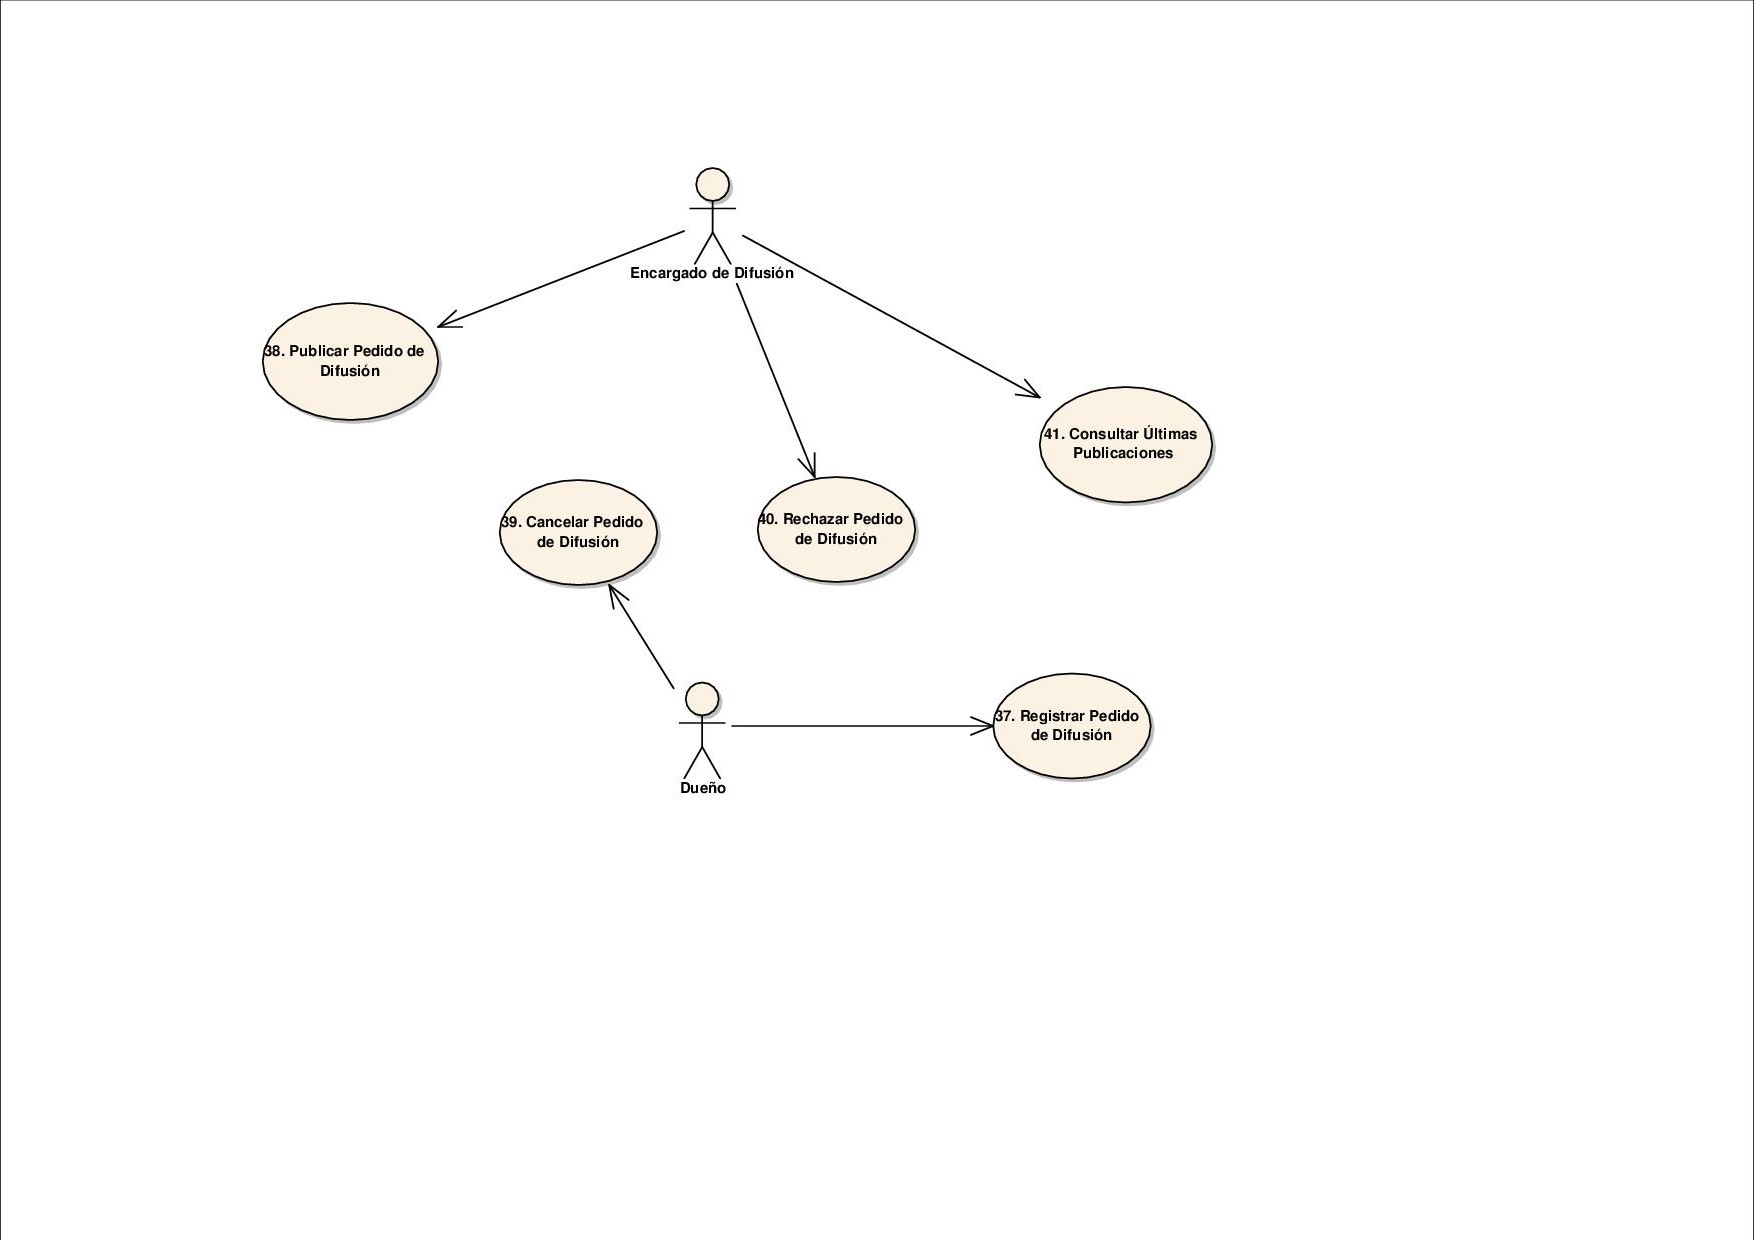 Encargado de Difusión
38. Publicar Pedido de
Difusión
41. Consultar Últimas
Publicaciones
39. Cancelar Pedido
de Difusión
40. Rechazar Pedido
de Difusión
37. Registrar Pedido
de Difusión
Dueño